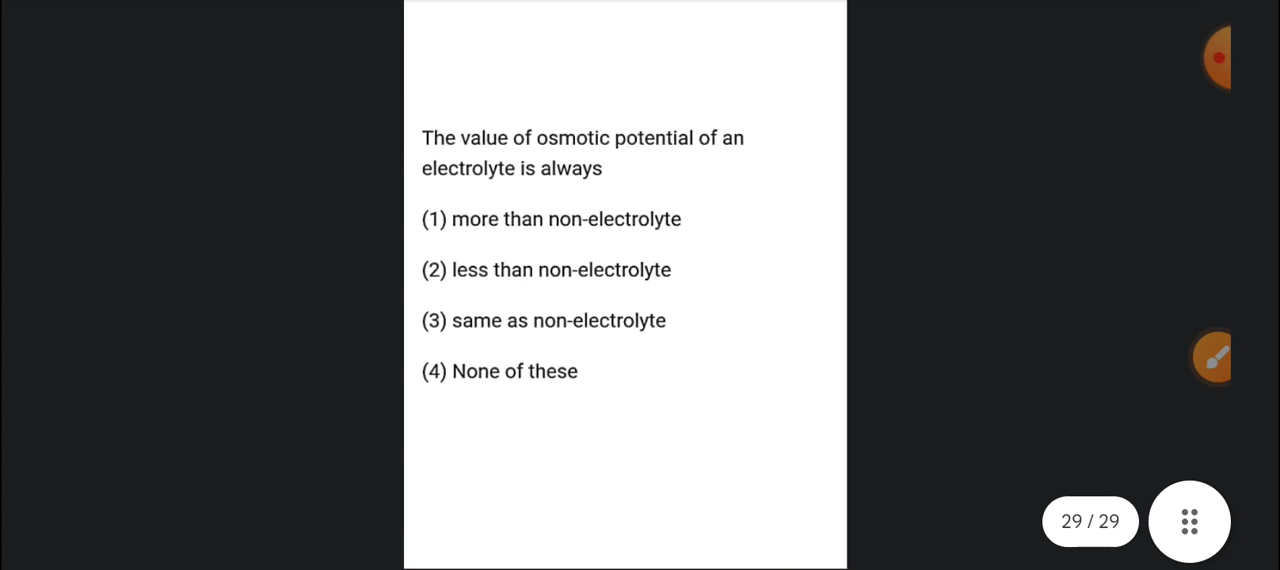 The value of osmotic potential of an
electrolyte is always
(1) more than non-electrolyte
(2) less than non-electrolyte
(3) same as non-electrolyte
(4) None of these
29 / 29